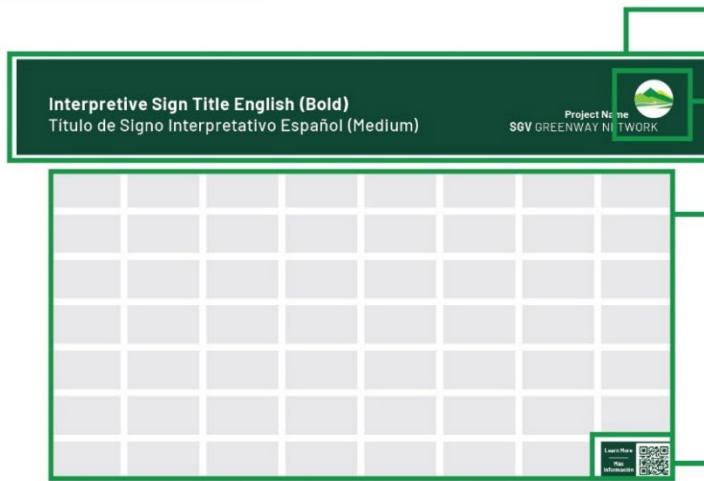 Interpretive Sign Title English (Bold)
Título de Signo Interpretativo Español (Medium)
Project Name
SGV GREENWAY NETWORK
Learn More
Más
Información